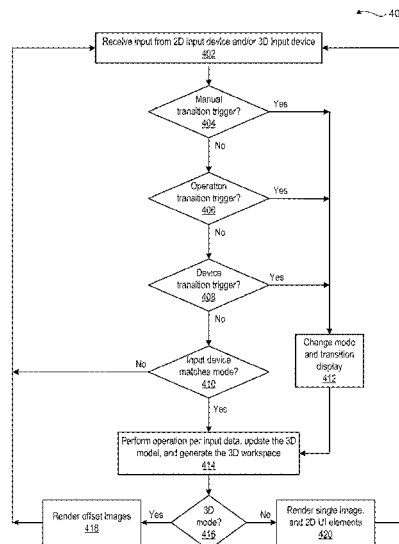 40
Receive input from 2D input device and/or 3D input device
402
Manual
transition trigger?
404
Yes
No
Operation
transition trigger?
406
Yes
No
Device
transition trigger?
408
Yes
No
Input device
matches mode?
410
No
Yes
Change mode
and transition
display
412
Perform operation per input data, update the 3D
model, and generate the 3D workspace
414
Render offset images
418
Yes
3D
mode?
416
No
Render single image,
and 2D UI elements
420